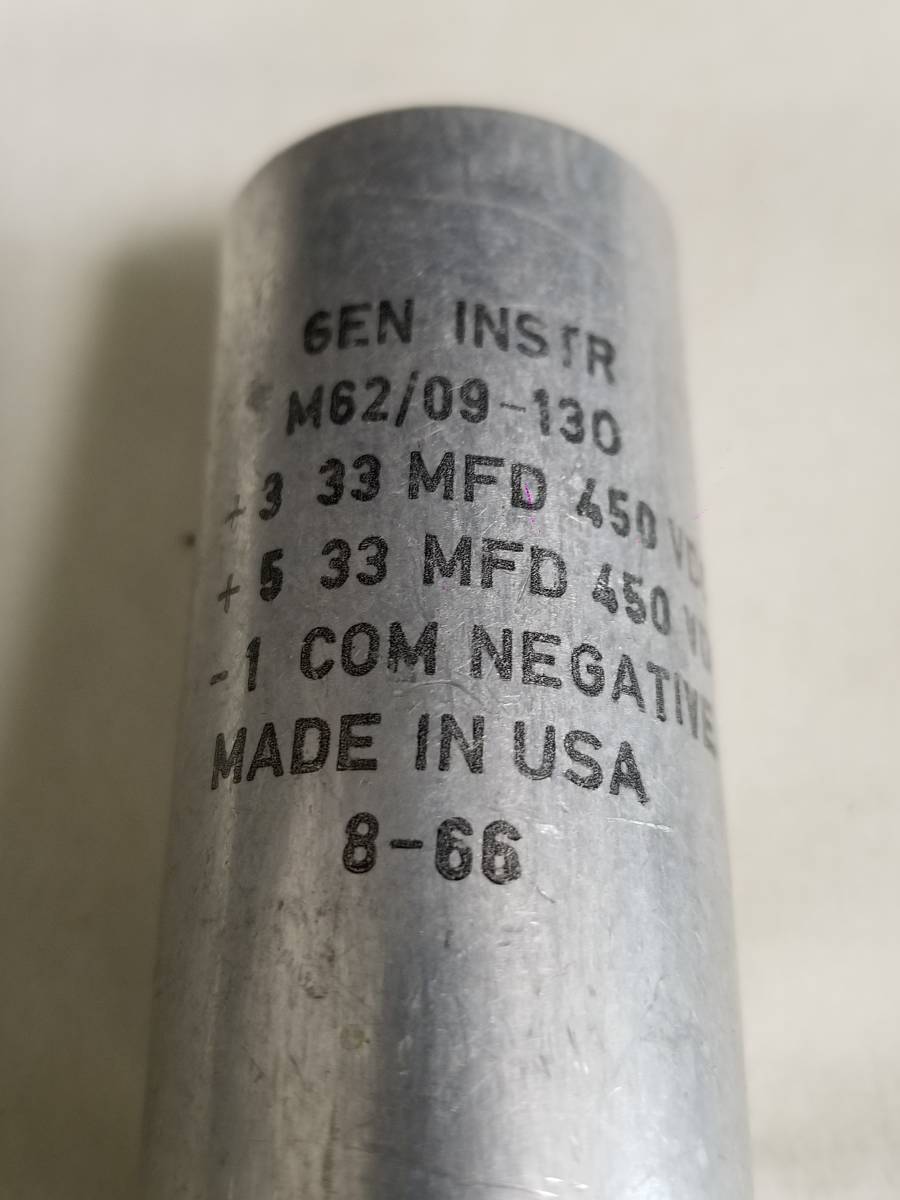 GEN INSTR
M62/09-130
+3 33 MFD 450
+5 33 MFD 450
-1 COM NEGATIVE
MADE IN USA
8-66